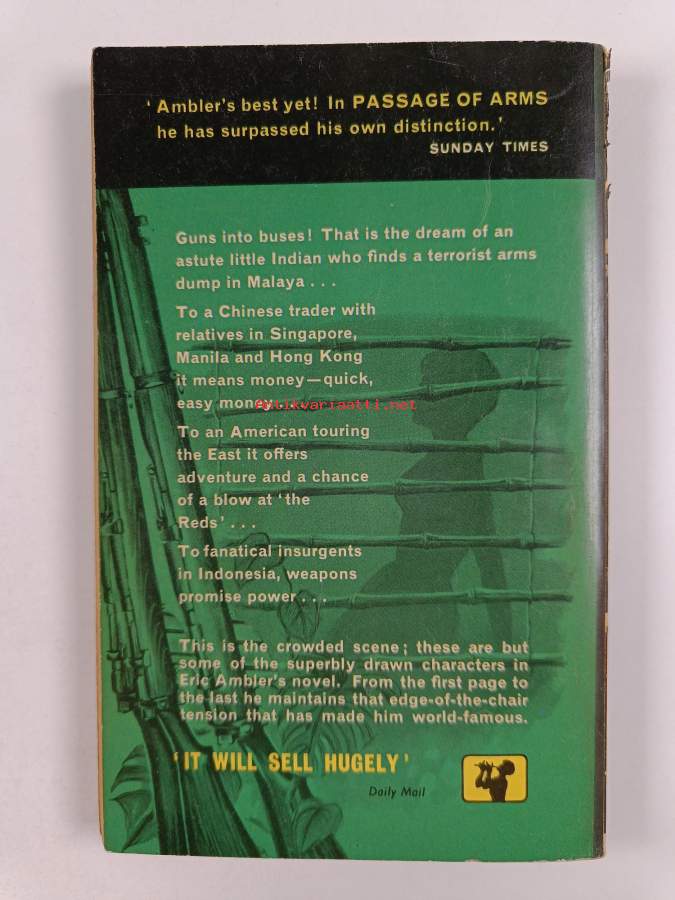 'Ambler's best yet! In PASSAGE OF ARMS
he has surpassed his own distinction.'
SUNDAY TIMES
Guns into buses! That is the dream of an
astute little Indian who finds a terrorist arms
dump in Malaya . . .
To a Chinese trader with
relatives in Singapore,
Manila and Hong Kong
it means money—quick,
easy money . . .
antikvariaatti.net
To an American touring
the East it offers
adventure and a chance
of a blow at 'the
Reds' . . .
To fanatical insurgents
in Indonesia, weapons
promise power . . .
This is the crowded scene; these are but
some of the superbly drawn characters in
Eric Ambler's novel. From the first page to
the last he maintains that edge-of-the-chair
tension that has made him world-famous.
'IT WILL SELL HUGELY'
Daily Mail